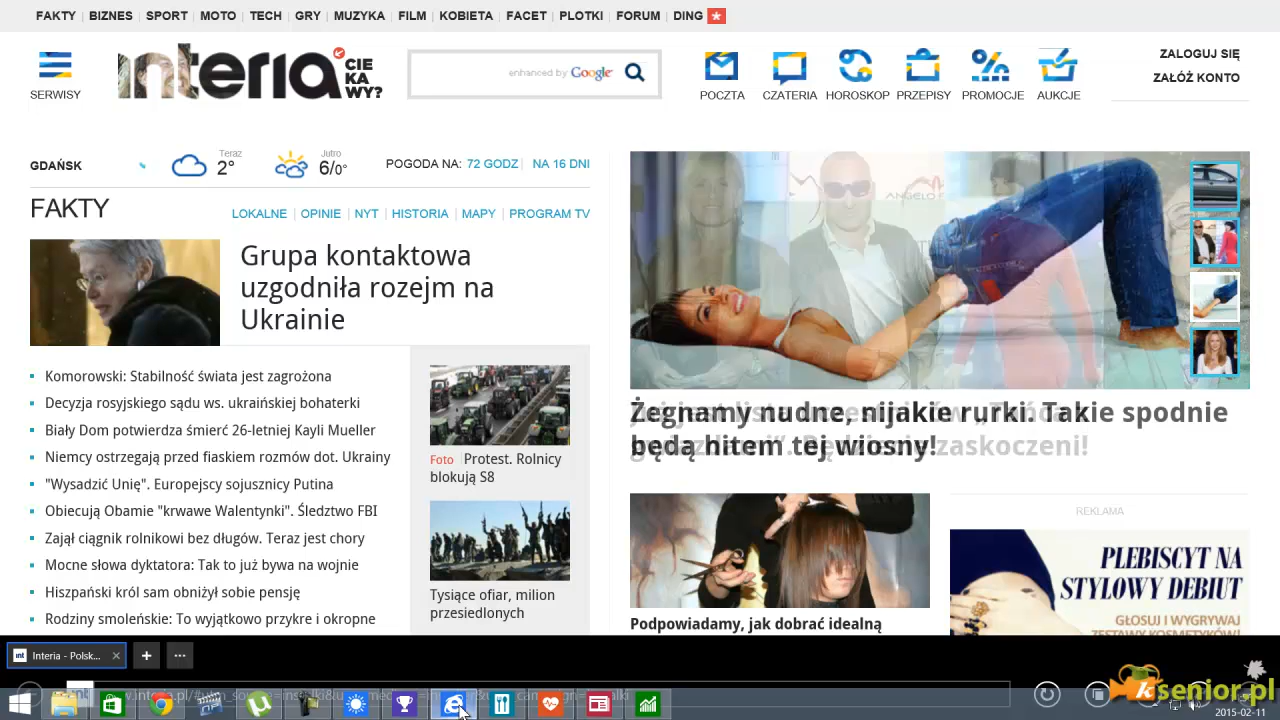 FAKTY BIZNES SPORT MOTO TECH GRY MUZYKA FILM KOBIETA FACET PLOTKI FORUM DING
SERWISY
interia
CIE
KA
WY?
enhanced by Google
POCZTA CZATERIA HOROSKOP PRZEPISY PROMOCJE AUKCJE
ZALOGUJ SIĘ
ZAŁÓŻ KONTO
GDAŃSK
Teraz
2°
Jutro
6/0°
POGODA NA: 72 GODZ NA 16 DNI
FAKTY
LOKALNE OPINIE NYT HISTORIA MAPY PROGRAM TV
Grupa kontaktowa
uzgodniła rozejm na
Ukrainie
Komorowski: Stabilność świata jest zagrożona
Decyzja rosyjskiego sądu ws. ukraińskiej bohaterki
Biały Dom potwierdza śmierć 26-letniej Kayli Mueller
Niemcy ostrzegają przed fiaskiem rozmów dot. Ukrainy
"Wysadzić Unię". Europejscy sojusznicy Putina
Obiecują Obamie "krwawe Walentynki". Śledztwo FBI
Zajął ciągnik rolnikowi bez długów. Teraz jest chory
Mocne słowa dyktatora: Tak to już bywa na wojnie
Hiszpański król sam obniżył sobie pensję
Rodziny smoleńskie: To wyjątkowo przykre i okropne
Foto Protest. Rolnicy
blokują S8
Tysiące ofiar, milion
przesiedlonych
ANGELO
Żegnamy nudne, nijakie rurki. Takie spodnie
będą hitem tej wiosny!
zaskoczeni!
Podpowiadamy, jak dobrać idealną
REKLAMA
PLEBISCYT NA
STYLOWY DEBIUT
GŁOSUJ I WYGRYWAJ
ZESTAWY KOSMETYKÓW!
int Interia - Polsk...
ksenior.pl
2015-02-11